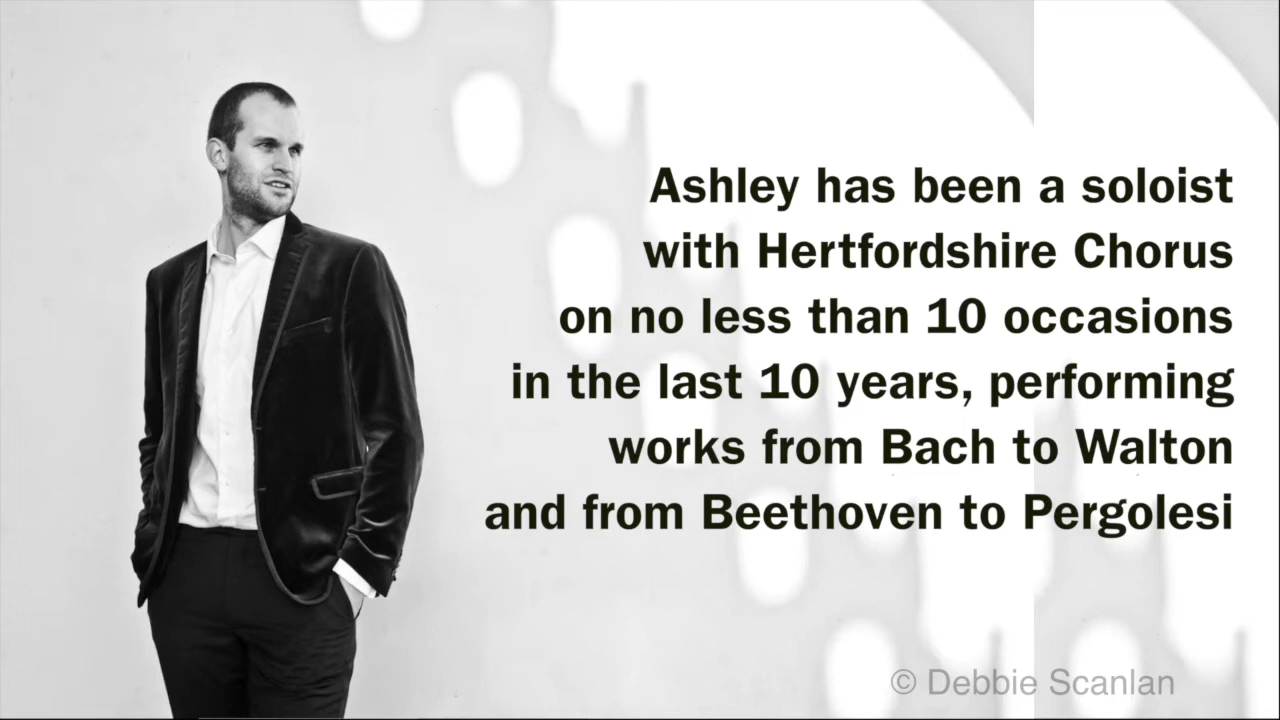 Ashley has been a soloist
with Hertfordshire Chorus
on no less than 10 occasions
in the last 10 years, performing
works from Bach to Walton
and from Beethoven to Pergolesi
© Debbie Scanlan